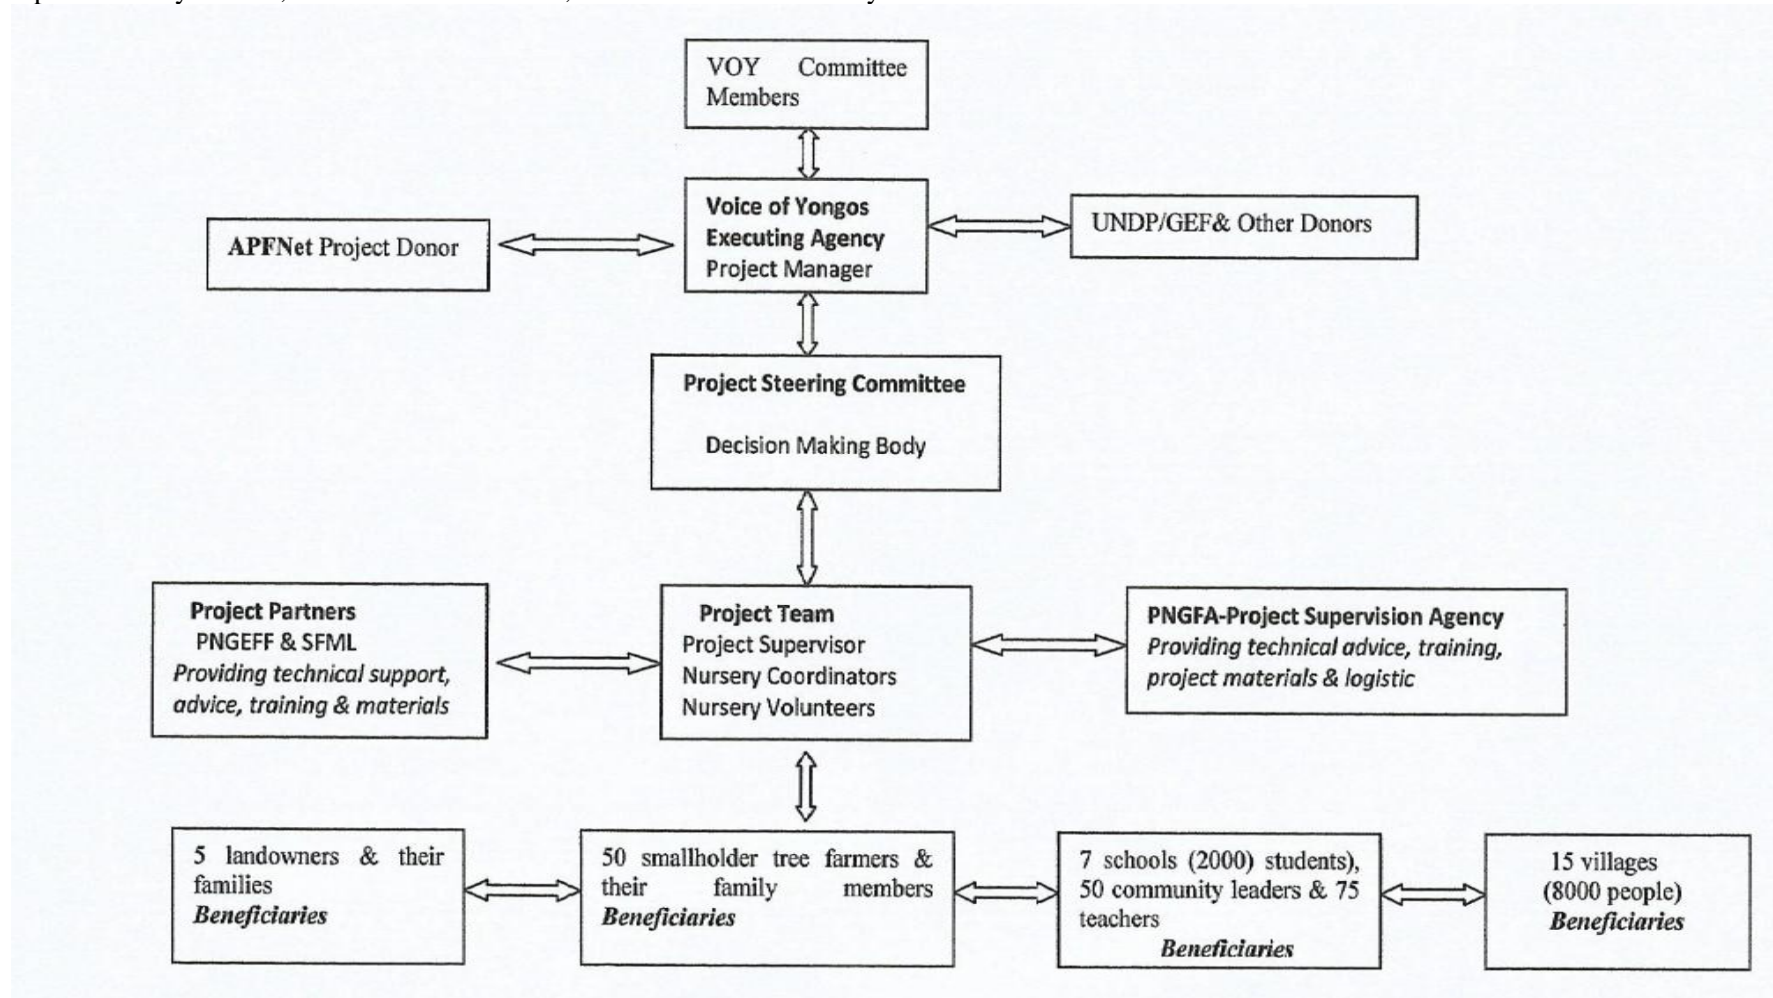 VOY Committee
Members
Voice of Yongos
Executing Agency
Project Manager
APFNet Project Donor
UNDP/GEF& Other Donors
Project Steering Committee
Decision Making Body
Project Partners
PNGEFF & SFML
Providing technical support,
advice, training & materials
Project Team
Project Supervisor
Nursery Coordinators
Nursery Volunteers
PNGFA-Project Supervision Agency
Providing technical advice, training,
project materials & logistic
5 landowners & their
families
Beneficiaries
50 smallholder tree farmers &
their family members
Beneficiaries
7 schools (2000) students),
50 community leaders & 75
teachers
Beneficiaries
15 villages
(8000 people)
Beneficiaries